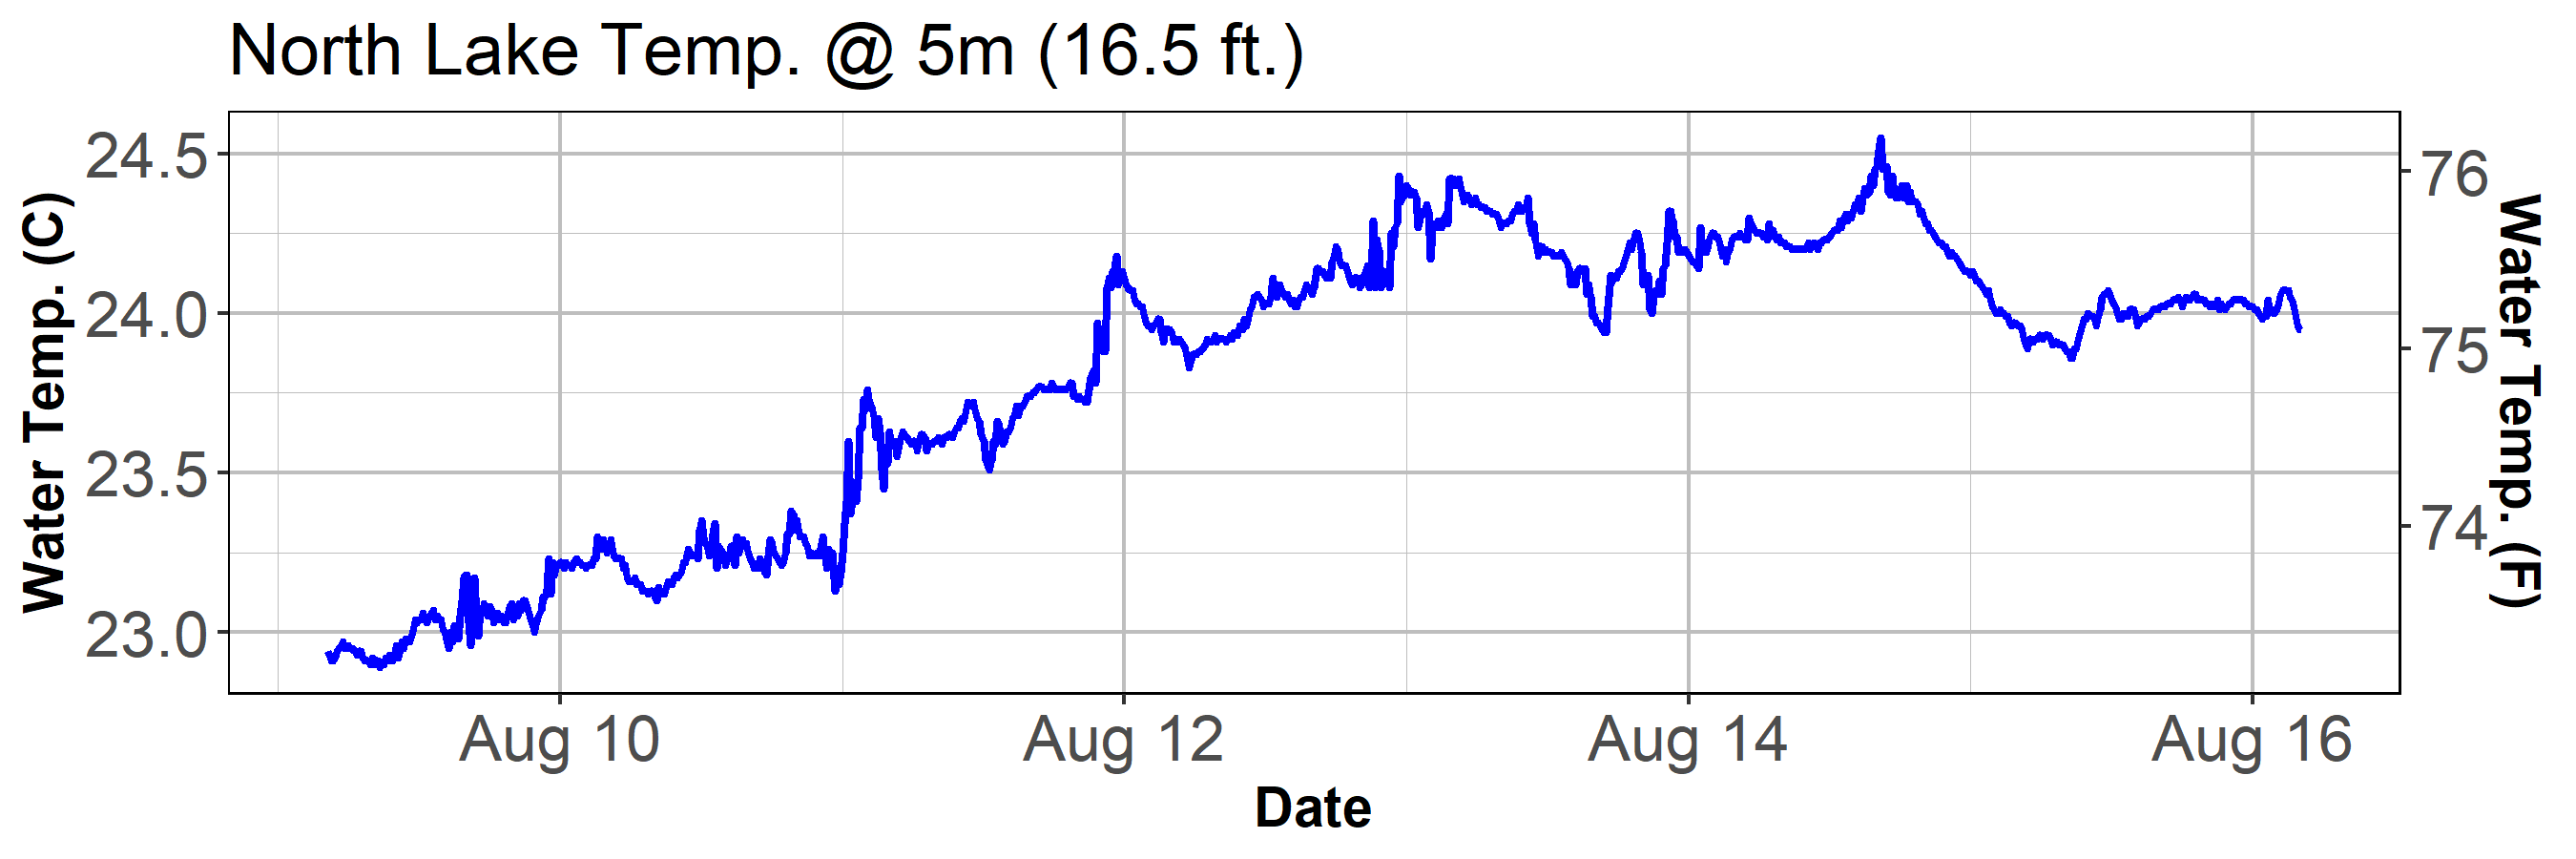 North Lake Temp. @ 5m (16.5 ft.)
Water Temp. (C)
24.5
24.0
23.5
23.0
76
75
74
Water Temp. (F)
Aug 10 Aug 12 Aug 14 Aug 16
Date